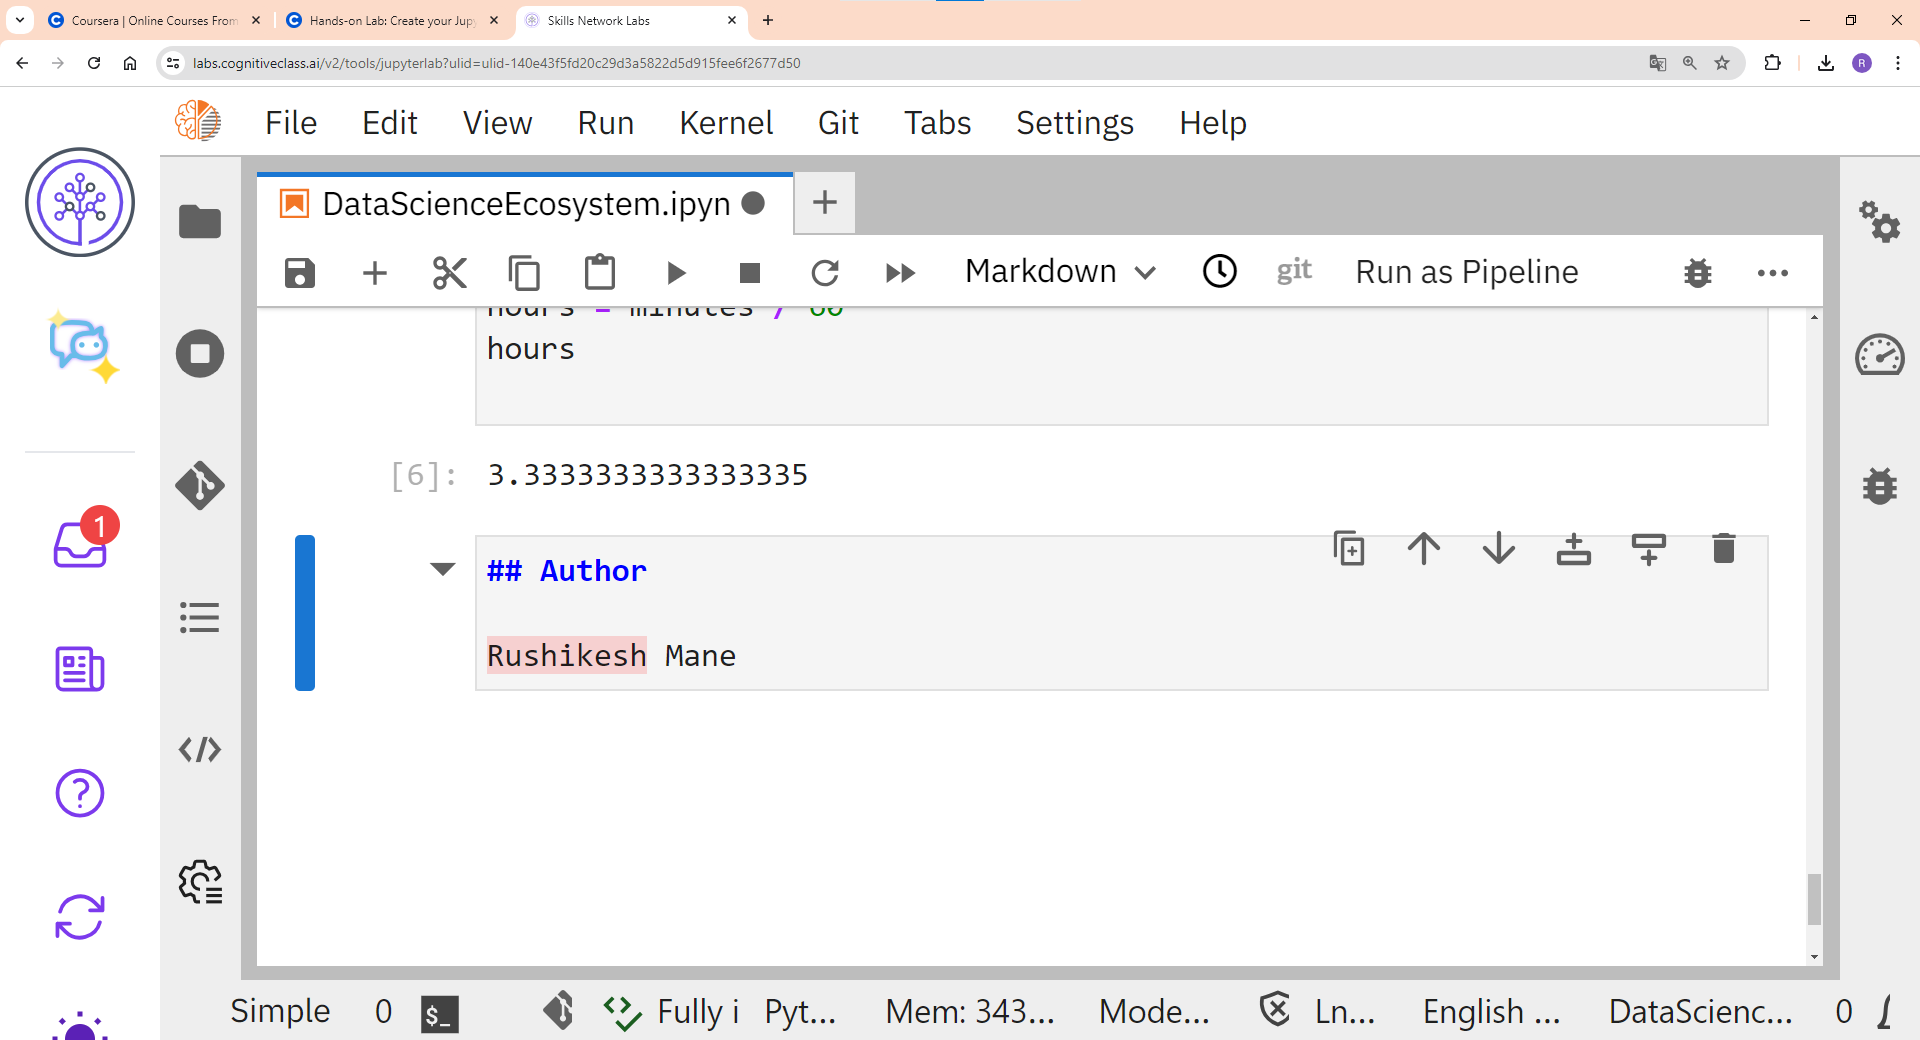 Coursera | Online Courses From
Hands-on Lab: Create your Jup
Skills Network Labs
labs.cognitiveclass.ai/v2/tools/jupyterlab?ulid=ulid-140e43f5fd20c29d3a5822d5d915fee6f2677d50
R
File Edit View Run Kernel Git Tabs Settings Help
DataScienceEcosystem.ipyn
Markdown git Run as Pipeline
hours = minutes / 60
hours
[6]: 3.3333333333333335
1
## Author
Rushikesh Mane
Simple 0 $_ Fully i Pyt... Mem: 343... Mode... Ln... English ... DataScienc... 0